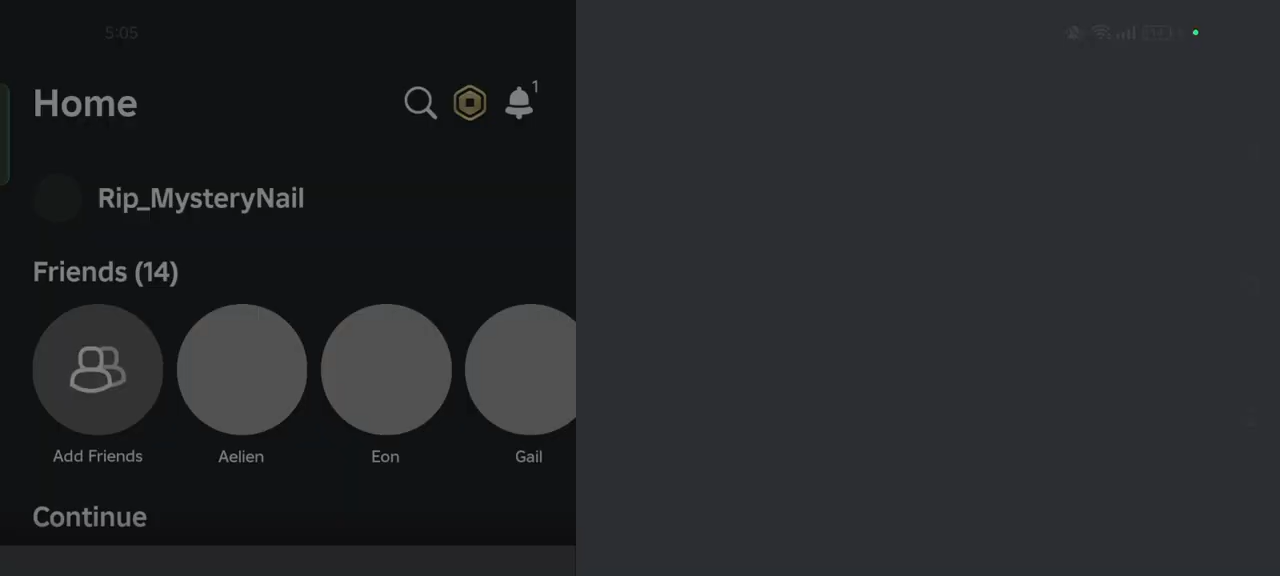 5:05
Home
1
Rip_MysteryNail
Friends (14)
Add Friends
Aelien
Eon
Gail
Continue